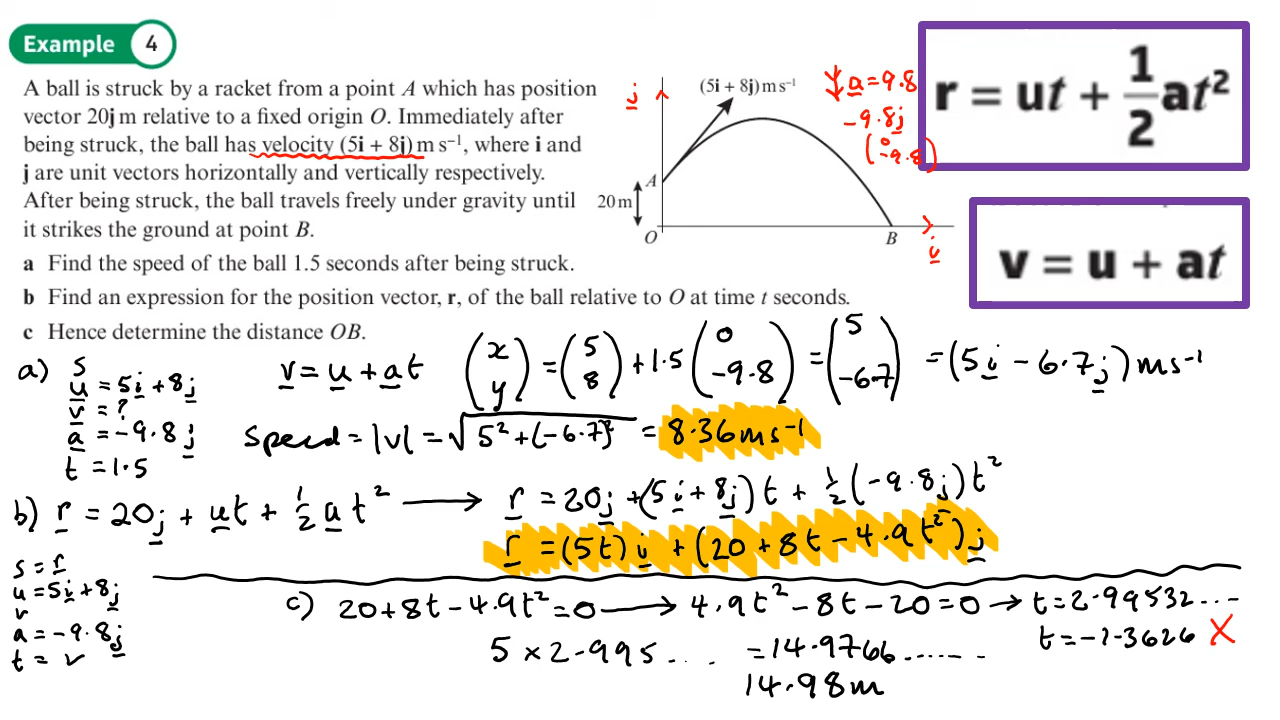 Example 4
A ball is struck by a racket from a point A which has position
vector 20j m relative to a fixed origin O. Immediately after
being struck, the ball has velocity (5i + 8j) m s⁻¹, where i and
j are unit vectors horizontally and vertically respectively.
After being struck, the ball travels freely under gravity until
it strikes the ground at point B.
a Find the speed of the ball 1.5 seconds after being struck.
b Find an expression for the position vector, r, of the ball relative to O at time t seconds.
c Hence determine the distance OB.
j
(5i + 8j) m s⁻¹
A
20 m
O
B
i
↓ a = 9.8
-9.8j
(0 -9.8)
r = ut + 1/2 at²
v = u + at
a) s
u = 5i + 8j
v = ?
a = -9.8j
t = 1.5
v = u + at (x y) = (5 8) + 1.5 (0 -9.8) = (5 -6.7) = (5i - 6.7j) ms⁻¹
Speed = |v| = √5² + (-6.7)² = 8.36 ms⁻¹
b) r = 20j + ut + 1/2 at² → r = 20j + (5i + 8j)t + 1/2 (-9.8j)t²
r = (5t)i + (20 + 8t - 4.9t²)j
s = r
u = 5i + 8j
v
a = -9.8j
t = ✓
c) 20 + 8t - 4.9t² = 0 → 4.9t² - 8t - 20 = 0 → t = 2.99532...
t = -1.3626 X
5 × 2.995.... = 14.9766......
14.98m